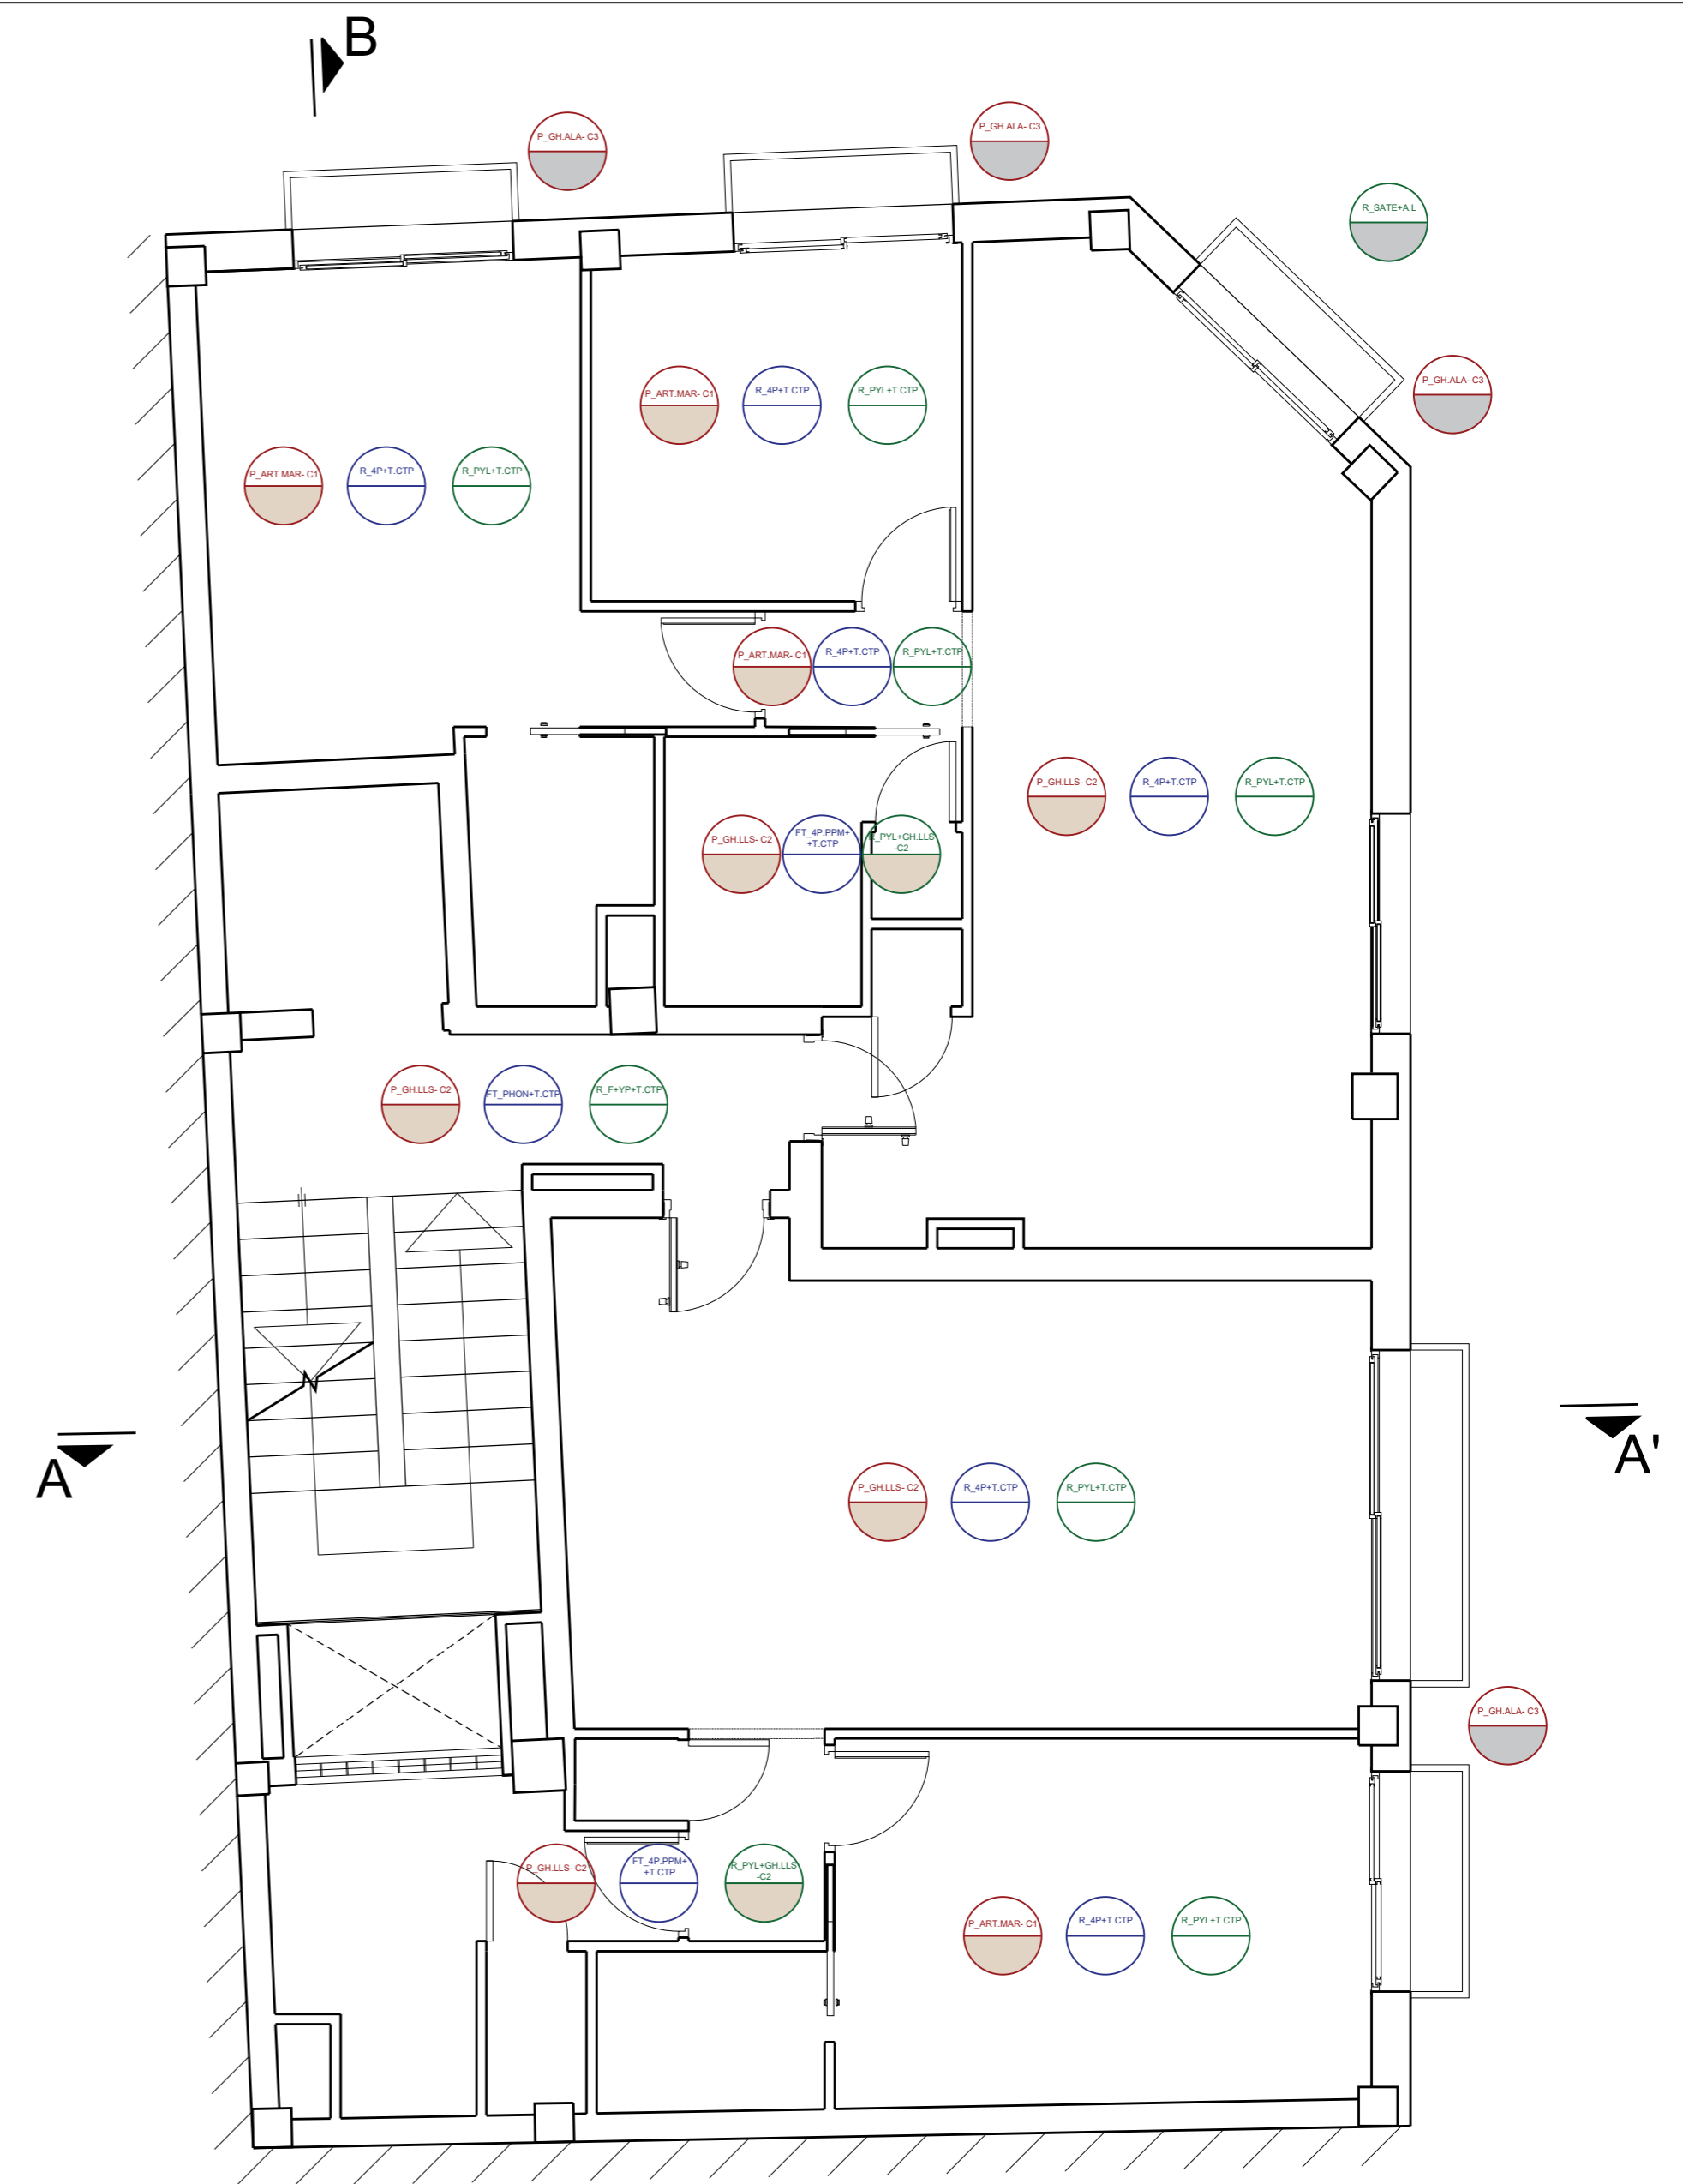 B
P_GH.ALA- C3
P_GH.ALA- C3
R_SATE+A.L
P_GH.ALA- C3
P_ART.MAR- C1
R_4P+T.CTP
R_PYL+T.CTP
P_ART.MAR- C1
R_4P+T.CTP
R_PYL+T.CTP
P_ART.MAR- C1
R_4P+T.CTP
R_PYL+T.CTP
P_GH.LLS- C2
R_4P+T.CTP
R_PYL+T.CTP
P_GH.LLS- C2
FT_4P.PPM+
+T.CTP
R_PYL+GH.LLS
-C2
P_GH.LLS- C2
FT_PHON+T.CTP
R_F+YP+T.CTP
A
A'
P_GH.LLS- C2
R_4P+T.CTP
R_PYL+T.CTP
P_GH.ALA- C3
P_GH.LLS- C2
FT_4P.PPM+
+T.CTP
R_PYL+GH.LLS
-C2
P_ART.MAR- C1
R_4P+T.CTP
R_PYL+T.CTP